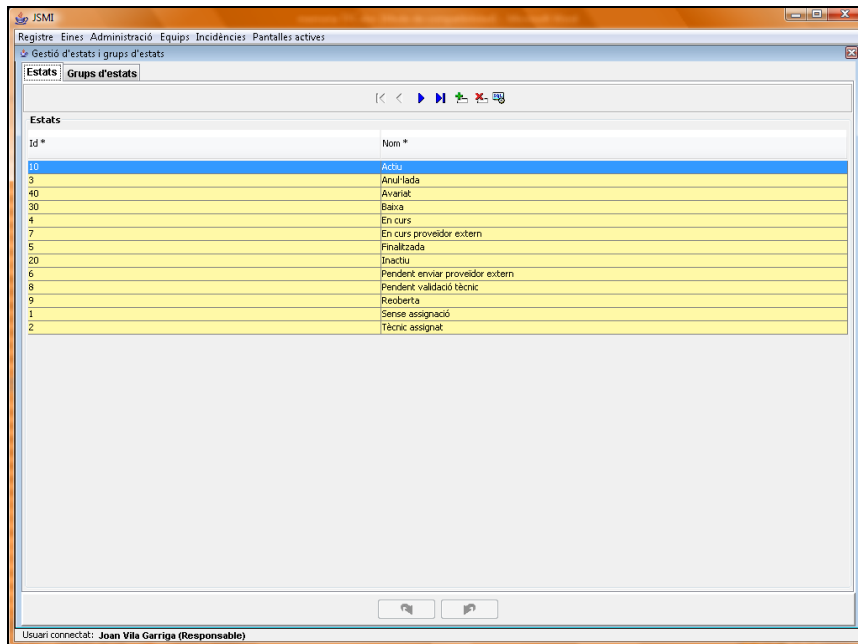 JSMI
Registre Eines Administració Equips Incidències Pantalles actives
Gestió d'estats i grups d'estats
Estats Grups d'estats
Estats
Id * Nom *
10 Actiu
3 Anul·lada
40 Avariat
30 Baixa
4 En curs
7 En curs proveïdor extern
5 Finalitzada
20 Inactiu
6 Pendent enviar proveïdor extern
8 Pendent validació tècnic
9 Reoberta
1 Sense assignació
2 Tècnic assignat
Usuari connectat: Joan Vila Garriga (Responsable)